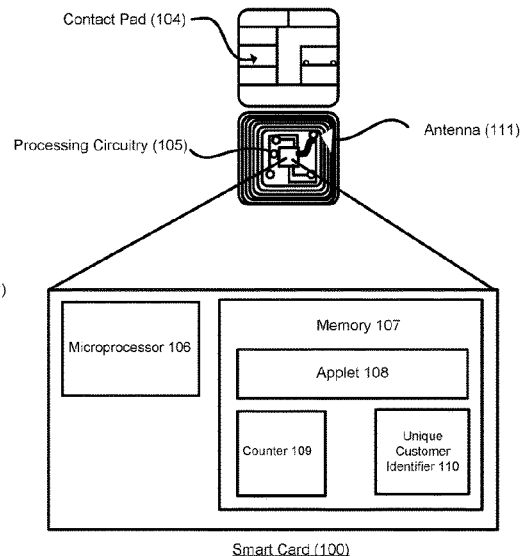 Contact Pad (104)
Antenna (111)
Processing Circuitry (105)
)
Microprocessor 106
Memory 107
Applet 108
Counter 109
Unique
Customer
Identifier 110
Smart Card (100)